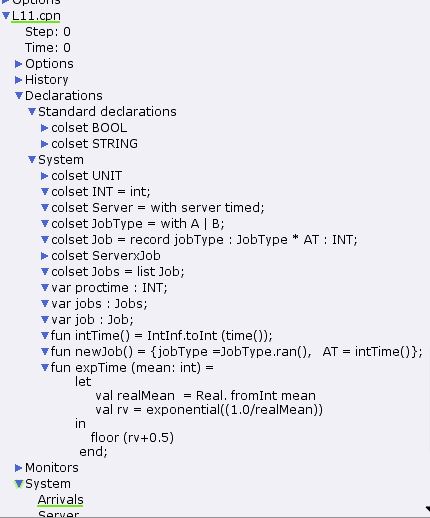 Options
L11.cpn
Step: 0
Time: 0
Options
History
Declarations
Standard declarations
colset BOOL
colset STRING
System
colset UNIT
colset INT = int;
colset Server = with server timed;
colset JobType = with A | B;
colset Job = record jobType : JobType * AT : INT;
colset ServerxJob
colset Jobs = list Job;
var proctime : INT;
var jobs : Jobs;
var job : Job;
fun intTime() = IntInf.toInt (time());
fun newJob() = {jobType =JobType.ran(),  AT = intTime()};
fun expTime (mean: int) =
let
val realMean  = Real. fromInt mean
val rv = exponential((1.0/realMean))
in
floor (rv+0.5)
end;
Monitors
System
Arrivals
Server